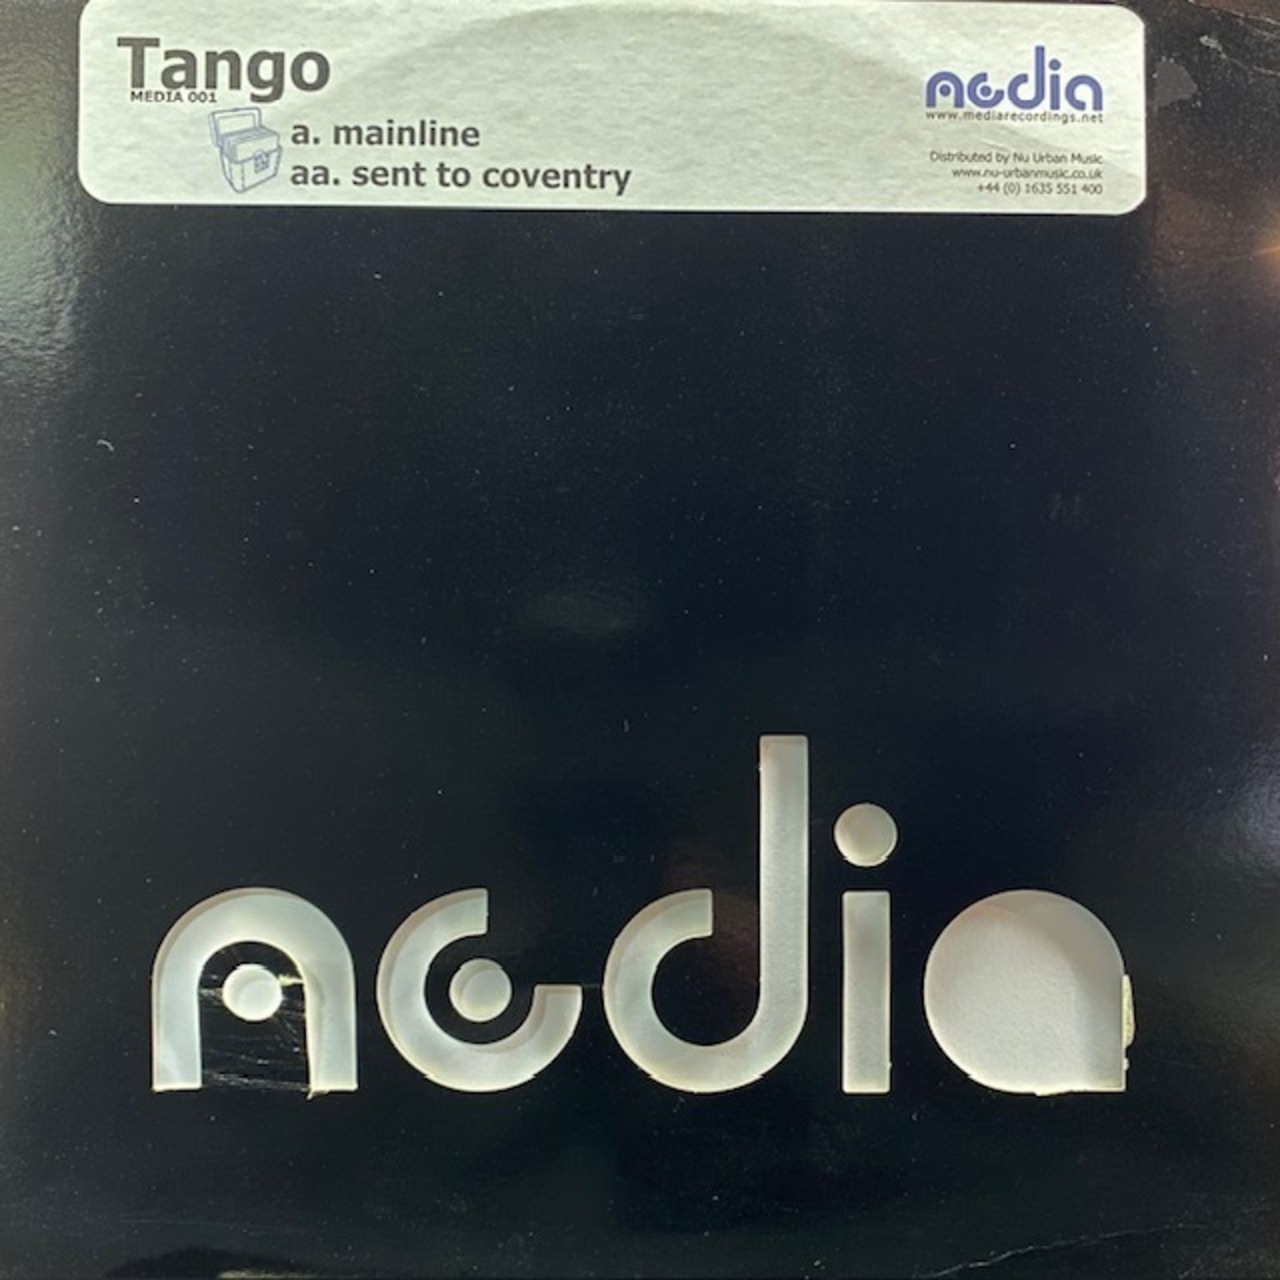 Tango
MEDIA 001
a. mainline
aa. sent to coventry
media
www.mediarecordings.net
Distributed by Nu Urban Music
www.nu-urbanmusic.co.uk
+44 (0) 1635 551 400
media